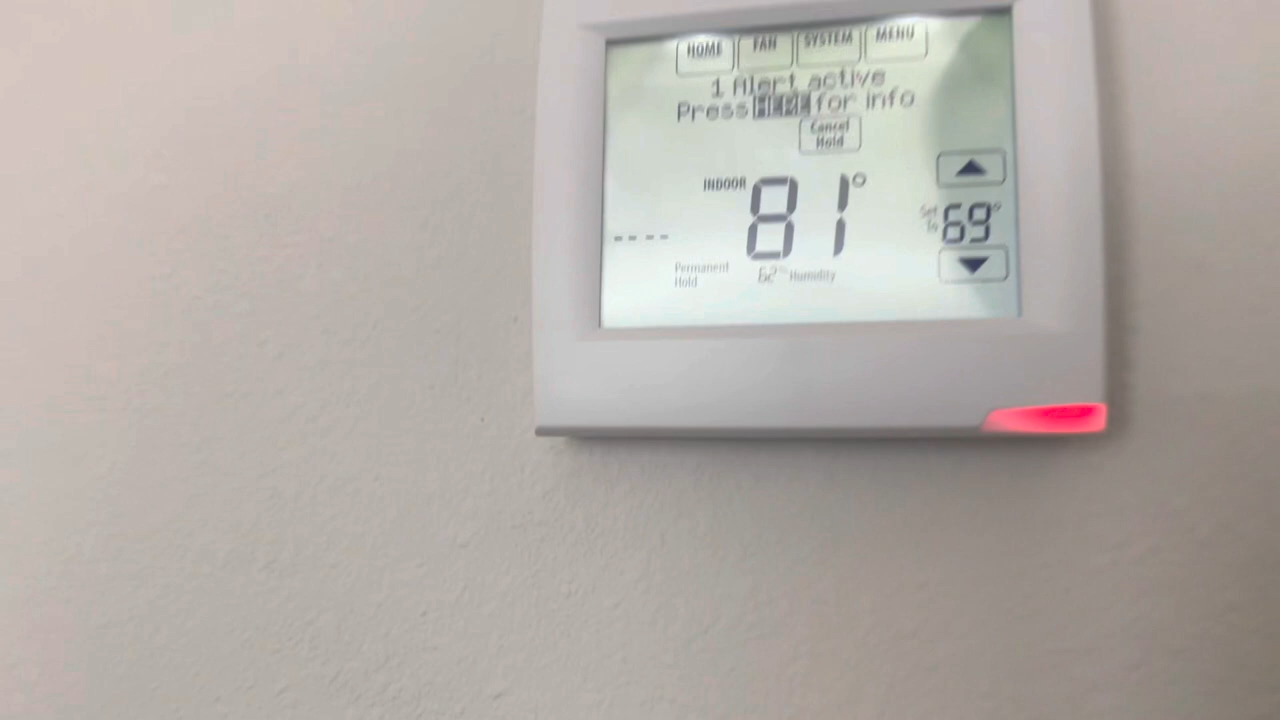 HOME FAN SYSTEM MENU
1 Alert active
Press HERE for info
Cancel
Hold
INDOOR 81°
Set
To 69°
----
Permanent
Hold
62% Humidity